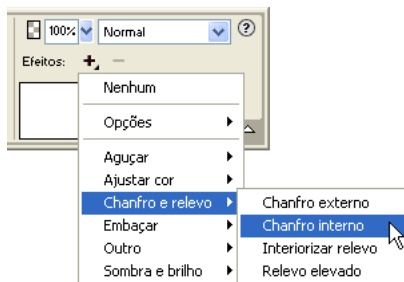 100% Normal ?
Efeitos: + −
Nenhum
Opções
Aguçar
Ajustar cor
Chanfro e relevo
Chanfro externo
Embaçar
Chanfro interno
Outro
Interiorizar relevo
Sombra e brilho
Relevo elevado